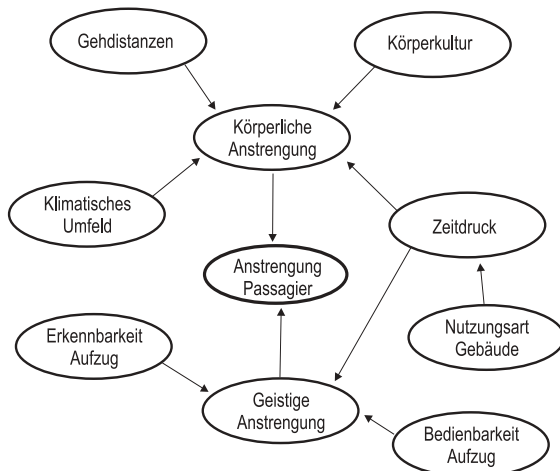 Gehdistanzen
Körperkultur
Körperliche
Anstrengung
Klimatisches
Umfeld
Zeitdruck
Anstrengung
Passagier
Erkennbarkeit
Aufzug
Nutzungsart
Gebäude
Geistige
Anstrengung
Bedienbarkeit
Aufzug